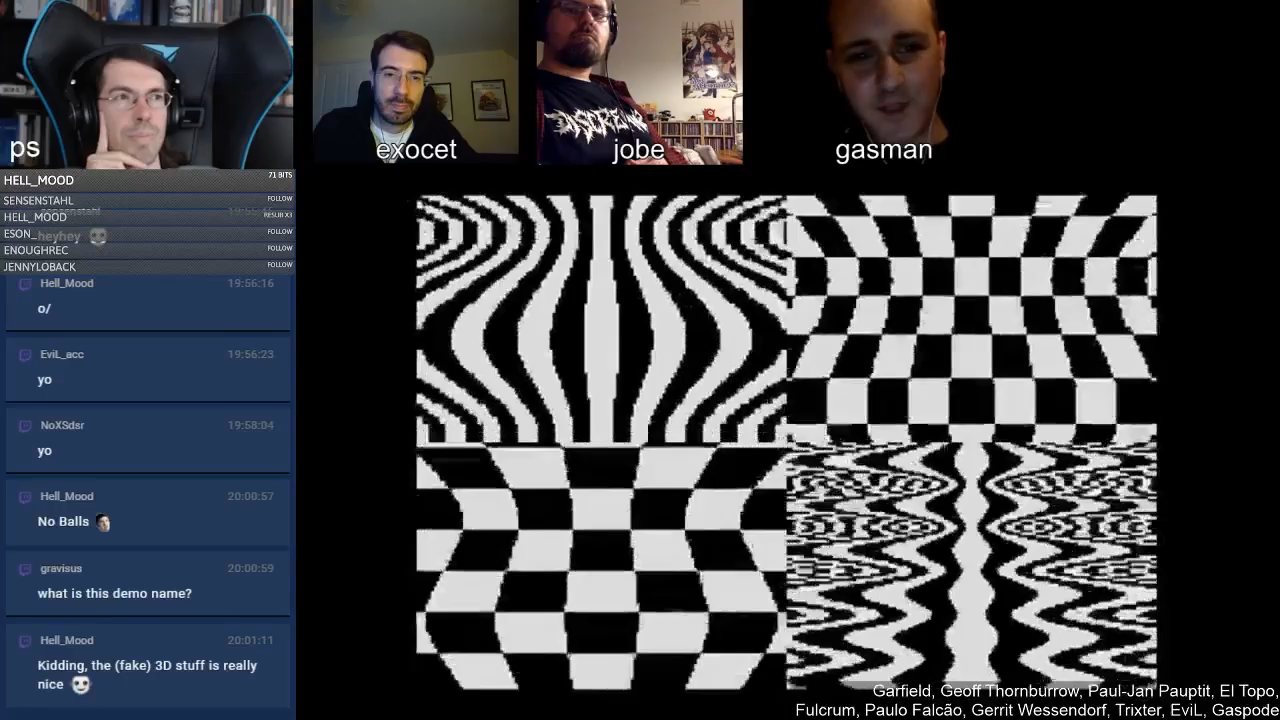 ps
exocet
jobe
gasman
HELL_MOOD 71 BITS
SENSENSTAHL FOLLOW
HELL_MOOD RESUB X3
ESON_ FOLLOW
heyhey
ENOUGHREC FOLLOW
JENNYLOBACK FOLLOW
Hell_Mood 19:56:16
o/
EviL_acc 19:56:23
yo
NoXSdsr 19:58:04
yo
Hell_Mood 20:00:57
No Balls
gravisus 20:00:59
what is this demo name?
Hell_Mood 20:01:11
Kidding, the (fake) 3D stuff is really
nice
Garfield, Geoff Thornburrow, Paul-Jan Pauptit, El Topo,
Fulcrum, Paulo Falcão, Gerrit Wessendorf, Trixter, EviL, Gaspode